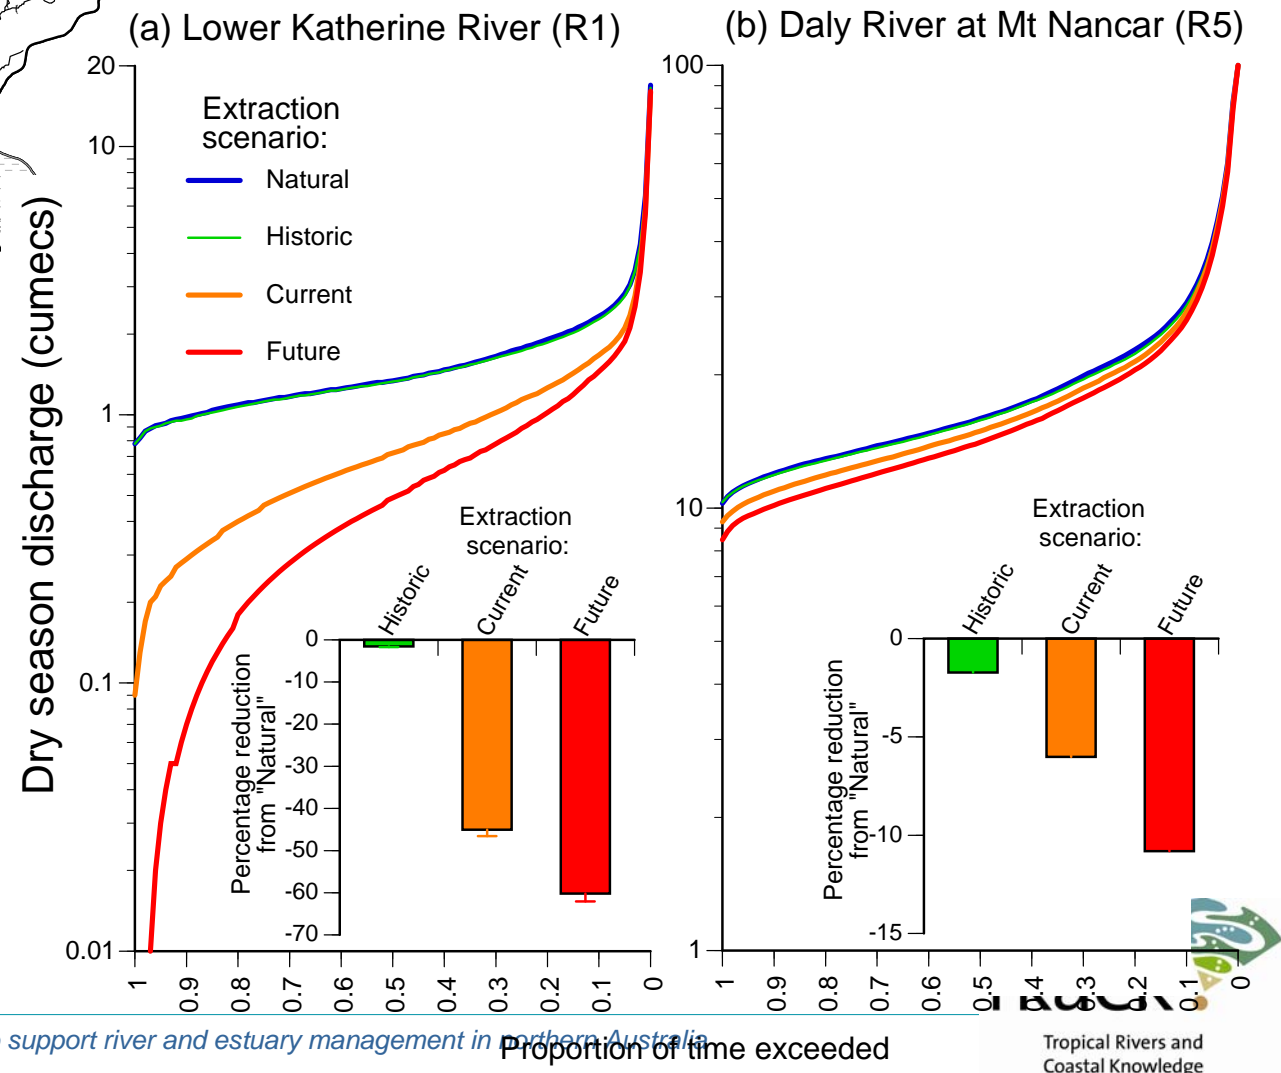 (a) Lower Katherine River (R1)
(b) Daly River at Mt Nancar (R5)
Dry season discharge (cumecs)
20
10
1
0.1
0.01
Extraction
scenario:
Natural
Historic
Current
Future
Extraction
scenario:
Historic
Current
Future
Percentage reduction
from "Natural"
0
-10
-20
-30
-40
-50
-60
-70
1
0.9
0.8
0.7
0.6
0.5
0.4
0.3
0.2
0.1
0
100
10
1
Extraction
scenario:
Historic
Current
Future
Percentage reduction
from "Natural"
0
-5
-10
-15
1
0.9
0.8
0.7
0.6
0.5
0.4
0.3
0.2
0.1
0
support river and estuary management in northern Australia
Proportion of time exceeded
Tropical Rivers and
Coastal Knowledge